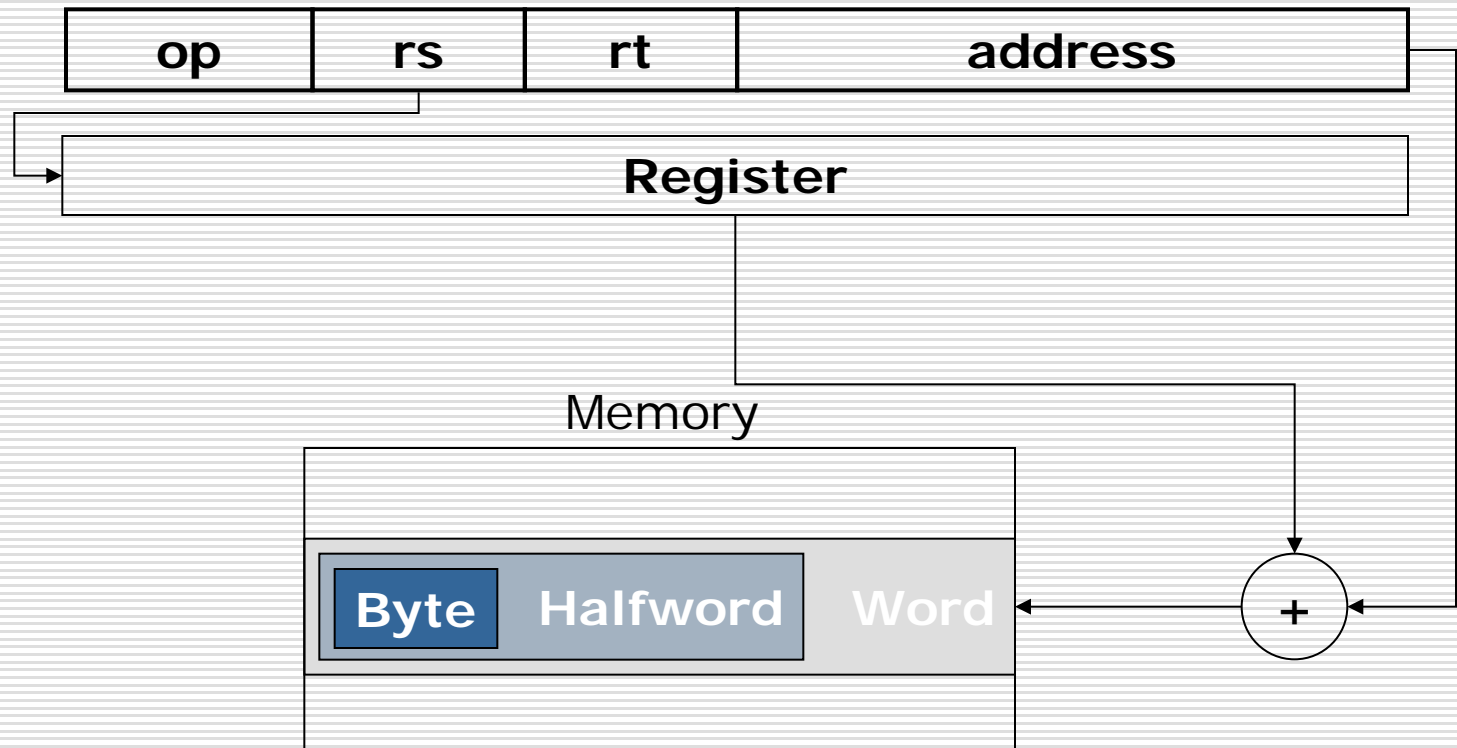 op rs rt address
Register
Memory
Byte Halfword Word
+